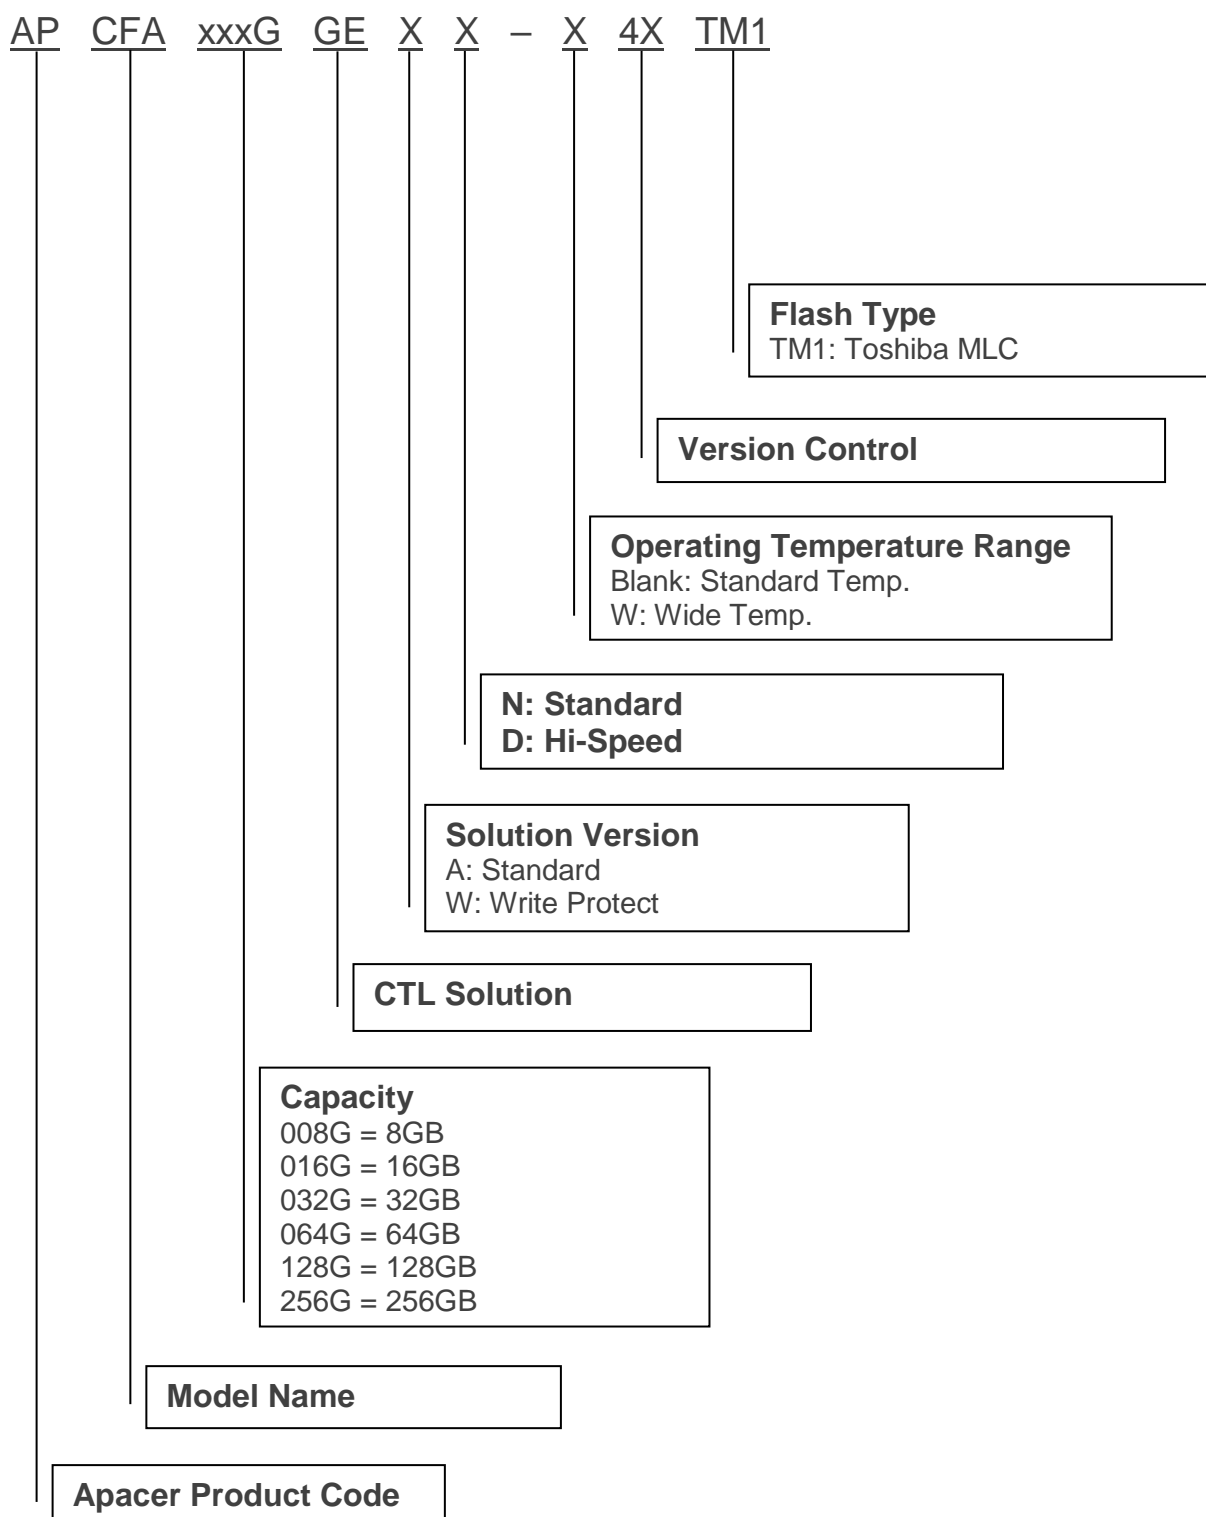 AP CFA xxxG GE X X – X 4X TM1
Flash Type
TM1: Toshiba MLC
Version Control
Operating Temperature Range
Blank: Standard Temp.
W: Wide Temp.
N: Standard
D: Hi-Speed
Solution Version
A: Standard
W: Write Protect
CTL Solution
Capacity
008G = 8GB
016G = 16GB
032G = 32GB
064G = 64GB
128G = 128GB
256G = 256GB
Model Name
Apacer Product Code